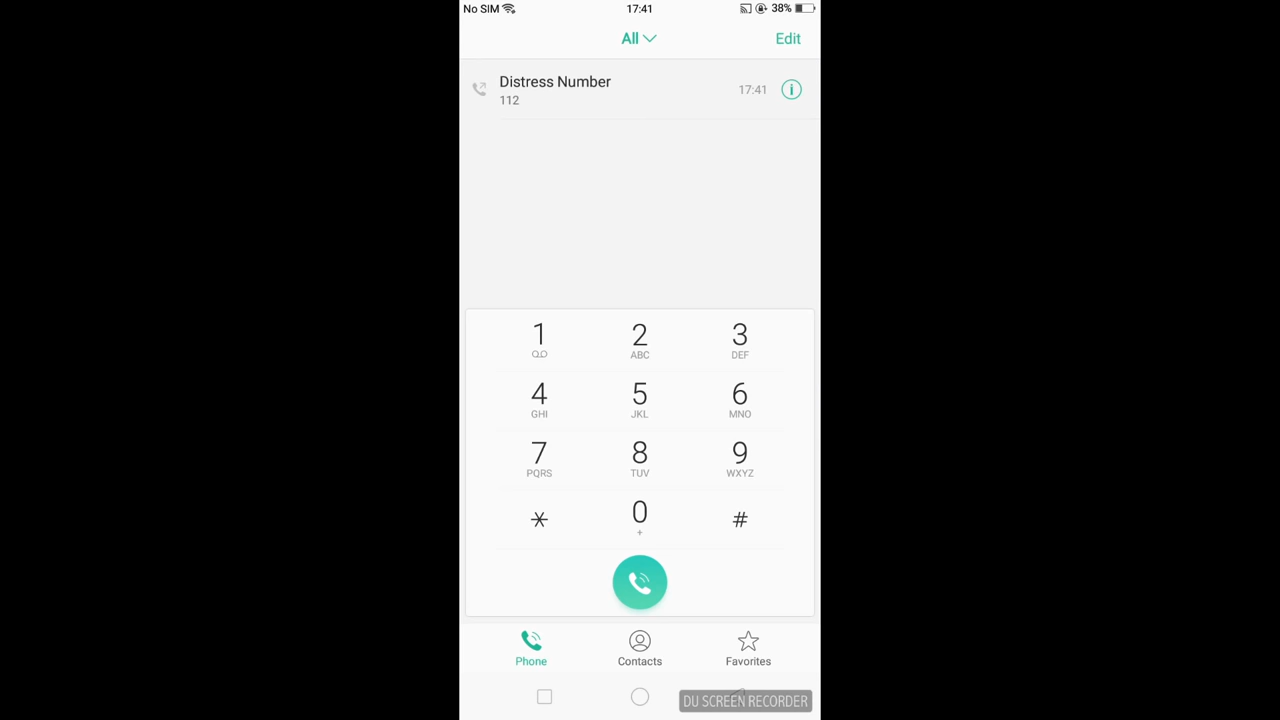 No SIM 17:41 38%
All Edit
Distress Number
112
17:41
1 2 3
ABC DEF
4 5 6
GHI JKL MNO
7 8 9
PQRS TUV WXYZ
* 0 #
+
Phone Contacts Favorites
DU SCREEN RECORDER